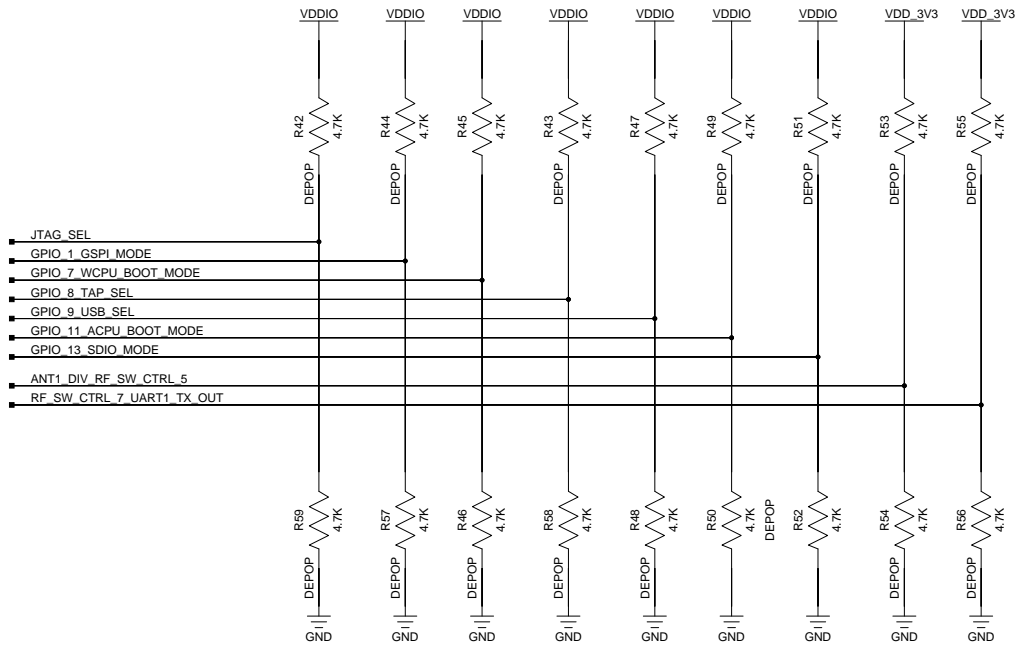 VDDIO VDDIO VDDIO VDDIO VDDIO VDDIO VDDIO VDD_3V3 VDD_3V3
R42 4.7K R44 4.7K R45 4.7K R43 4.7K R47 4.7K R49 4.7K R51 4.7K R53 4.7K R55 4.7K
DEPOP DEPOP DEPOP DEPOP DEPOP DEPOP
JTAG_SEL
GPIO_1_GSPI_MODE
GPIO_7_WCPU_BOOT_MODE
GPIO_8_TAP_SEL
GPIO_9_USB_SEL
GPIO_11_ACPU_BOOT_MODE
GPIO_13_SDIO_MODE
ANT1_DIV_RF_SW_CTRL_5
RF_SW_CTRL_7_UART1_TX_OUT
R59 4.7K R57 4.7K R46 4.7K R58 4.7K R48 4.7K R50 4.7K DEPOP R52 4.7K R54 4.7K R56 4.7K
DEPOP DEPOP DEPOP DEPOP DEPOP DEPOP DEPOP
GND GND GND GND GND GND GND GND GND